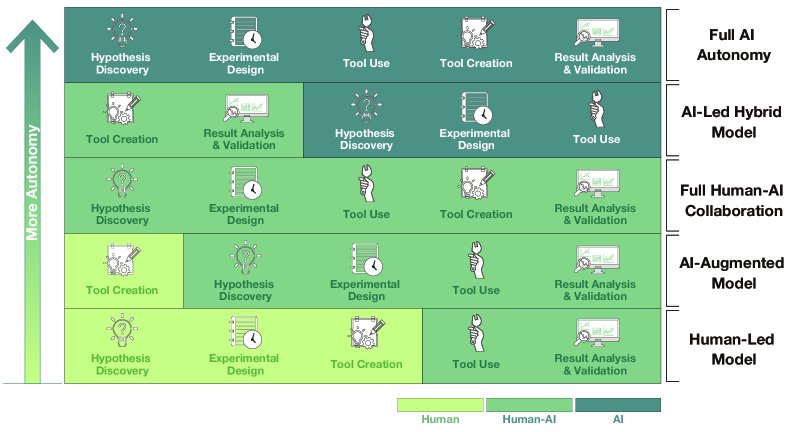 More Autonomy
Hypothesis
Discovery
Experimental
Design
Tool Use
Tool Creation
Result Analysis
& Validation
Full AI
Autonomy
Tool Creation
Result Analysis
& Validation
Hypothesis
Discovery
Experimental
Design
Tool Use
AI-Led Hybrid
Model
Hypothesis
Discovery
Experimental
Design
Tool Use
Tool Creation
Result Analysis
& Validation
Full Human-AI
Collaboration
Tool Creation
Hypothesis
Discovery
Experimental
Design
Tool Use
Result Analysis
& Validation
AI-Augmented
Model
Hypothesis
Discovery
Experimental
Design
Tool Creation
Tool Use
Result Analysis
& Validation
Human-Led
Model
Human
Human-AI
AI